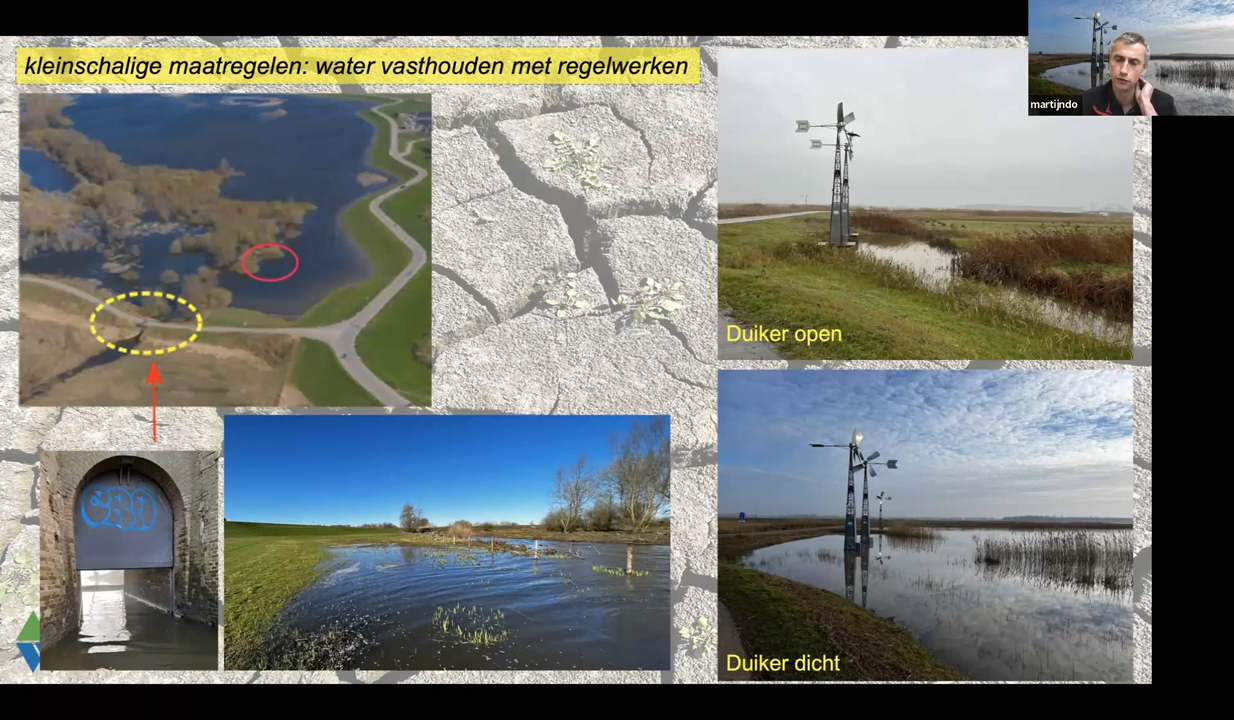 kleinschalige maatregelen: water vasthouden met regelwerken
martijndo
Duiker open
Duiker dicht